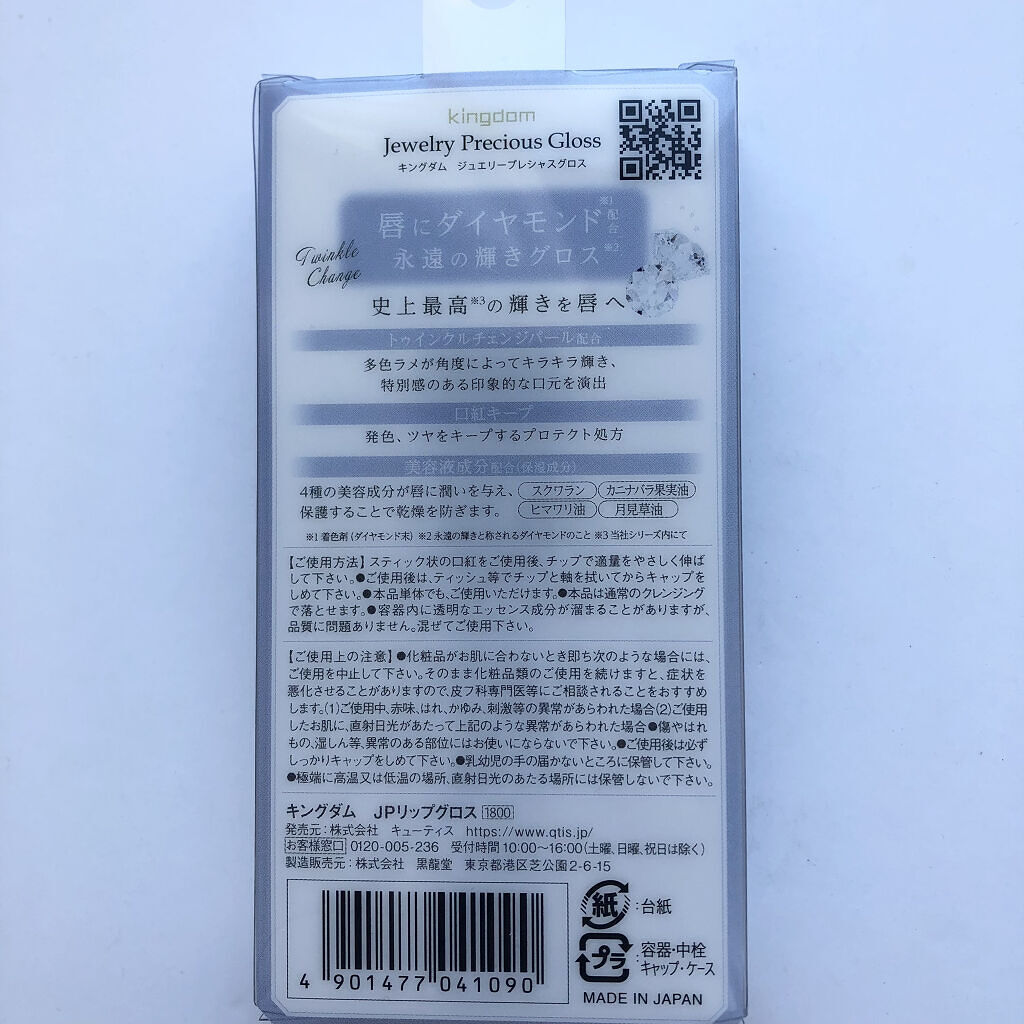 kingdom
Jewelry Precious Gloss
キングダム ジュエリープレシャスグロス
唇にダイヤモンド※1配合
永遠の輝きグロス※2
Twinkle
Change
史上最高※3の輝きを唇へ
トゥインクルチェンジパール配合
多色ラメが角度によってキラキラ輝き、
特別感のある印象的な口元を演出
口紅キープ
発色、ツヤをキープするプロテクト処方
美容液成分配合(保湿成分)
4種の美容成分が唇に潤いを与え、 スクワラン カニナバラ果実油
保護することで乾燥を防ぎます。 ヒマワリ油 月見草油
※1 着色剤(ダイヤモンド末) ※2 永遠の輝きと称されるダイヤモンドのこと ※3 当社シリーズ内にて
【ご使用方法】スティック状の口紅をご使用後、チップで適量をやさしく伸ば
して下さい。●ご使用後は、ティッシュ等でチップと軸を拭いてからキャップを
しめて下さい。●本品単体でも、ご使用いただけます。●本品は通常のクレンジング
で落とせます。●容器内に透明なエッセンス成分が溜まることがありますが、
品質に問題ありません。混ぜてご使用下さい。
【ご使用上の注意】●化粧品がお肌に合わないとき即ち次のような場合には、
ご使用を中止して下さい。そのまま化粧品類のご使用を続けますと、症状を
悪化させることがありますので、皮フ科専門医等にご相談されることをおすすめ
します。(1)ご使用中、赤味、はれ、かゆみ、刺激等の異常があらわれた場合(2)ご使用
したお肌に、直射日光があたって上記のような異常があらわれた場合●傷やはれ
もの、湿しん等、異常のある部位にはお使いにならないで下さい。●ご使用後は必ず
しっかりキャップをしめて下さい。●乳幼児の手の届かないところに保管して下さい。
●極端に高温又は低温の場所、直射日光のあたる場所には保管しないで下さい。
キングダム JPリップグロス 1800
発売元:株式会社 キューティス https://www.qtis.jp/
お客様窓口 0120-005-236 受付時間 10:00～16:00(土曜、日曜、祝日は除く)
製造販売元:株式会社 黒龍堂 東京都港区芝公園2-6-15
紙:台紙
プラ:容器・中栓
キャップ・ケース
4 901477 041090
MADE IN JAPAN